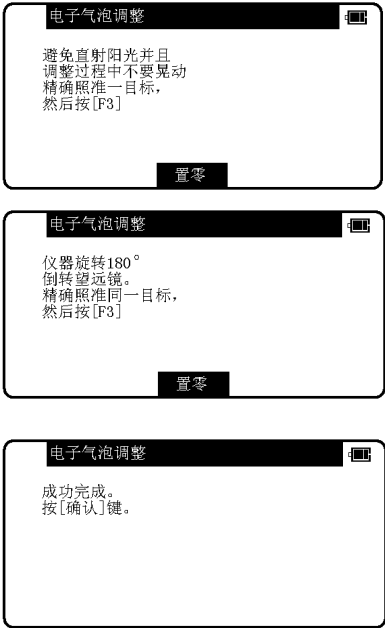 电子气泡调整
避免直射阳光并且
调整过程中不要晃动
精确照准一目标，
然后按[F3]
置零
电子气泡调整
仪器旋转180°
倒转望远镜。
精确照准同一目标，
然后按[F3]
置零
电子气泡调整
成功完成。
按[确认]键。